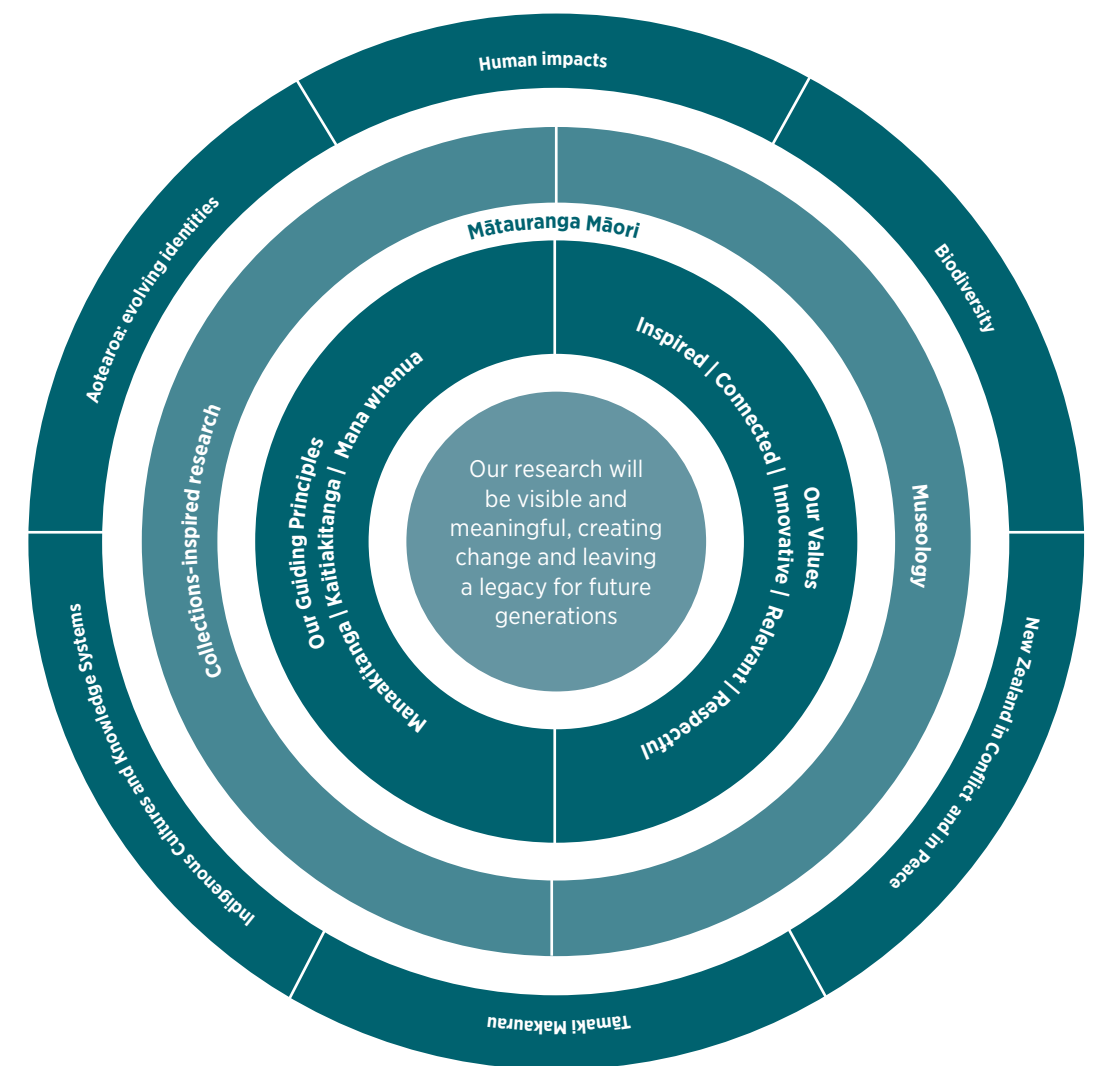 Human impacts
Biodiversity
New Zealand in Conflict and in Peace
Tāmaki Makaurau
Indigenous Cultures and Knowledge Systems
Aotearoa: evolving identities
Collections-inspired research
Museology
Mātauranga Māori
Our Guiding Principles
Manaakitanga | Kaitiakitanga | Mana whenua
Our Values
Inspired | Connected | Innovative | Relevant | Respectful
Our research will
be visible and
meaningful, creating
change and leaving
a legacy for future
generations